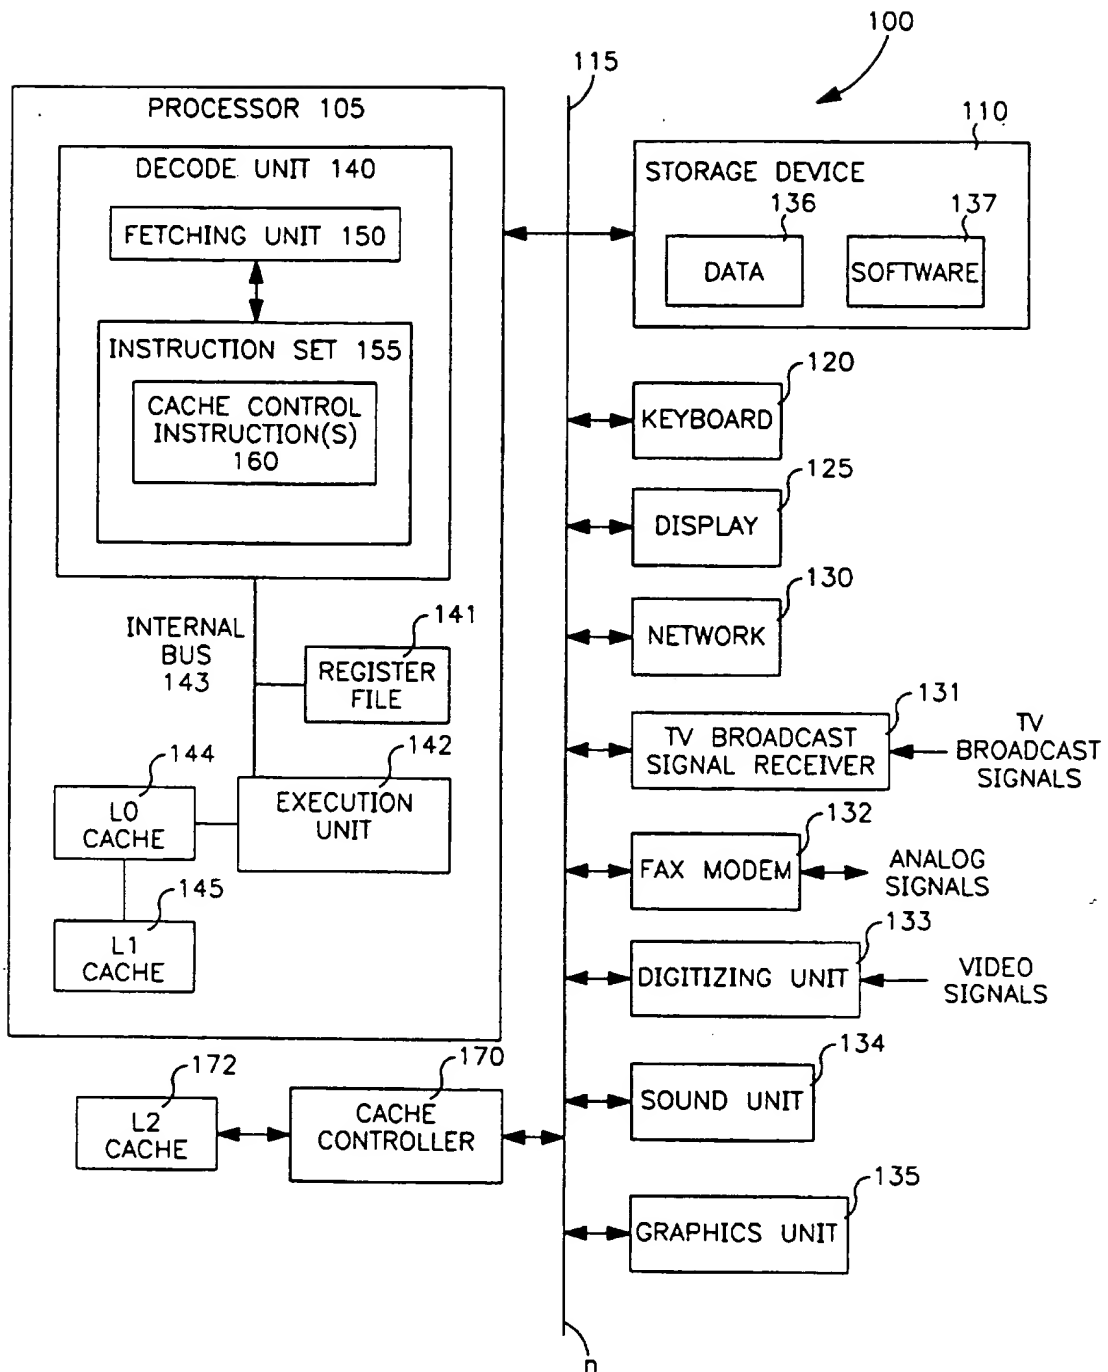 100
115
PROCESSOR 105
DECODE UNIT 140
FETCHING UNIT 150
INSTRUCTION SET 155
CACHE CONTROL
INSTRUCTION(S)
160
INTERNAL
BUS
143
141
REGISTER
FILE
142
EXECUTION
UNIT
144
L0
CACHE
145
L1
CACHE
172
L2
CACHE
170
CACHE
CONTROLLER
110
STORAGE DEVICE
136
DATA
137
SOFTWARE
120
KEYBOARD
125
DISPLAY
130
NETWORK
131
TV BROADCAST
SIGNAL RECEIVER
TV
BROADCAST
SIGNALS
132
FAX MODEM
ANALOG
SIGNALS
133
DIGITIZING UNIT
VIDEO
SIGNALS
134
SOUND UNIT
135
GRAPHICS UNIT
n